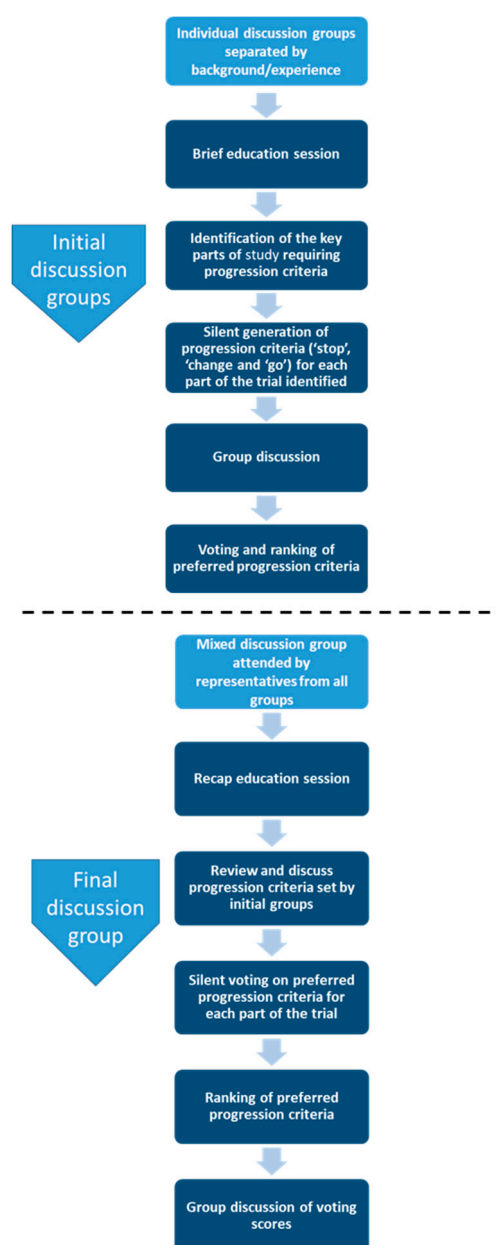 Individual discussion groups
separated by
background/experience
Brief education session
Initial
discussion
groups
Identification of the key
parts of study requiring
progression criteria
Silent generation of
progression criteria (‘stop’,
‘change and ‘go’) for each
part of the trial identified
Group discussion
Voting and ranking of
preferred progression criteria
Mixed discussion group
attended by
representatives from all
groups
Recap education session
Final
discussion
group
Review and discuss
progression criteria set by
initial groups
Silent voting on preferred
progression criteria for
each part of the trial
Ranking of preferred
progression criteria
Group discussion of voting
scores